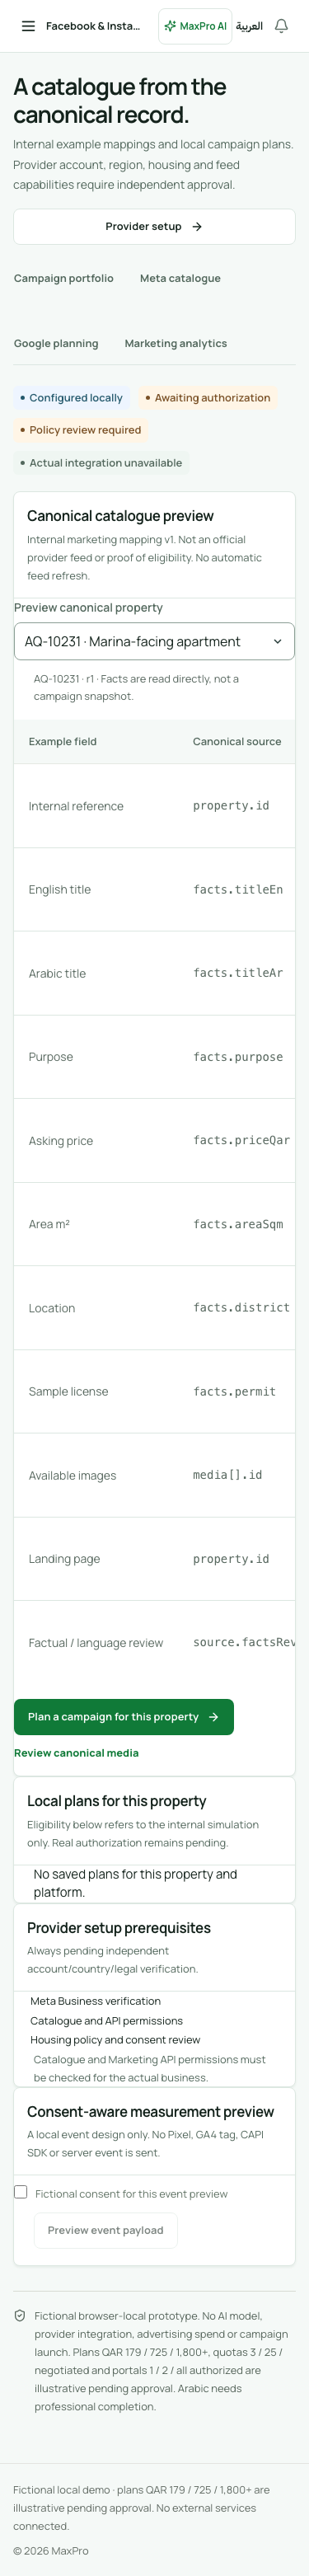 Facebook & Insta...
MaxPro AI
العربية
A catalogue from the
canonical record.
Internal example mappings and local campaign plans.
Provider account, region, housing and feed
capabilities require independent approval.
Provider setup
Campaign portfolio
Meta catalogue
Google planning
Marketing analytics
Configured locally
Awaiting authorization
Policy review required
Actual integration unavailable
Canonical catalogue preview
Internal marketing mapping v1. Not an official
provider feed or proof of eligibility. No automatic
feed refresh.
Preview canonical property
AQ-10231 · Marina-facing apartment
AQ-10231 · r1 · Facts are read directly, not a
campaign snapshot.
Example field
Canonical source
Internal reference
property.id
English title
facts.titleEn
Arabic title
facts.titleAr
Purpose
facts.purpose
Asking price
facts.priceQar
Area m²
facts.areaSqm
Location
facts.district
Sample license
facts.permit
Available images
media[].id
Landing page
property.id
Factual / language review
source.factsRev
Plan a campaign for this property
Review canonical media
Local plans for this property
Eligibility below refers to the internal simulation
only. Real authorization remains pending.
No saved plans for this property and
platform.
Provider setup prerequisites
Always pending independent
account/country/legal verification.
Meta Business verification
Catalogue and API permissions
Housing policy and consent review
Catalogue and Marketing API permissions must
be checked for the actual business.
Consent-aware measurement preview
A local event design only. No Pixel, GA4 tag, CAPI
SDK or server event is sent.
Fictional consent for this event preview
Preview event payload
Fictional browser-local prototype. No AI model,
provider integration, advertising spend or campaign
launch. Plans QAR 179 / 725 / 1,800+, quotas 3 / 25 /
negotiated and portals 1 / 2 / all authorized are
illustrative pending approval. Arabic needs
professional completion.
Fictional local demo · plans QAR 179 / 725 / 1,800+ are
illustrative pending approval. No external services
connected.
© 2026 MaxPro